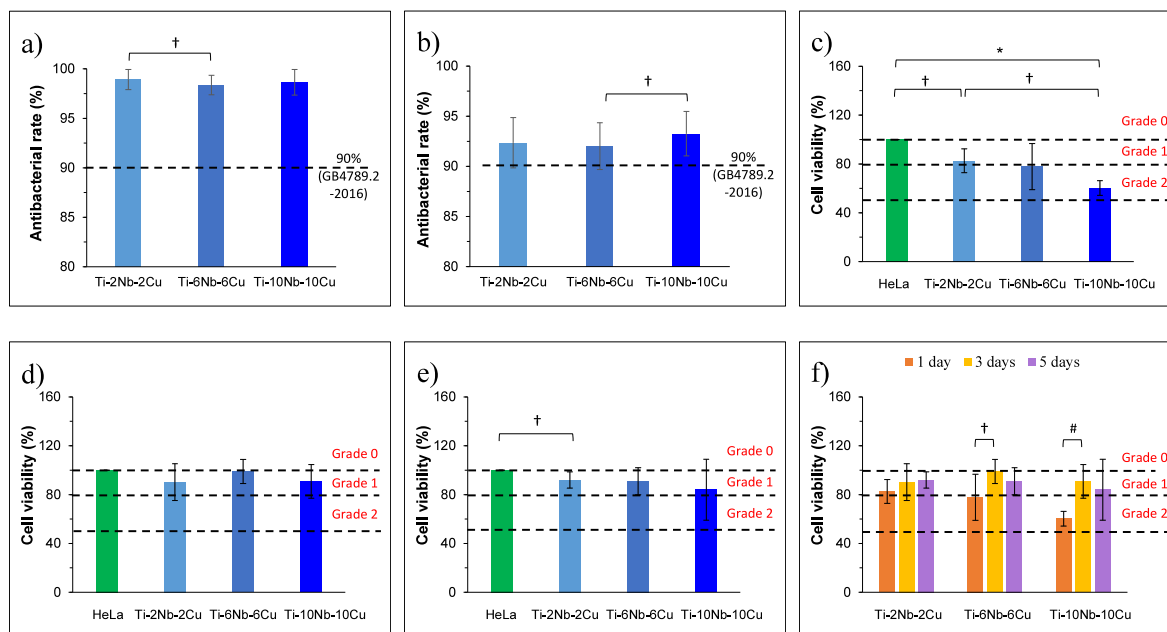 a)
†
Antibacterial rate (%)
100
95
90
85
80
90%
(GB4789.2
-2016)
Ti-2Nb-2Cu
Ti-6Nb-6Cu
Ti-10Nb-10Cu
b)
†
Antibacterial rate (%)
100
95
90
85
80
90%
(GB4789.2
-2016)
Ti-2Nb-2Cu
Ti-6Nb-6Cu
Ti-10Nb-10Cu
c)
*
†
†
Cell viability (%)
160
120
80
40
0
Grade 0
Grade 1
Grade 2
HeLa
Ti-2Nb-2Cu
Ti-6Nb-6Cu
Ti-10Nb-10Cu
d)
Cell viability (%)
160
120
80
40
0
Grade 0
Grade 1
Grade 2
HeLa
Ti-2Nb-2Cu
Ti-6Nb-6Cu
Ti-10Nb-10Cu
e)
†
Cell viability (%)
160
120
80
40
0
Grade 0
Grade 1
Grade 2
HeLa
Ti-2Nb-2Cu
Ti-6Nb-6Cu
Ti-10Nb-10Cu
1 day
3 days
5 days
f)
†
#
Cell viability (%)
160
120
80
40
0
Grade 0
Grade 1
Grade 2
Ti-2Nb-2Cu
Ti-6Nb-6Cu
Ti-10Nb-10Cu